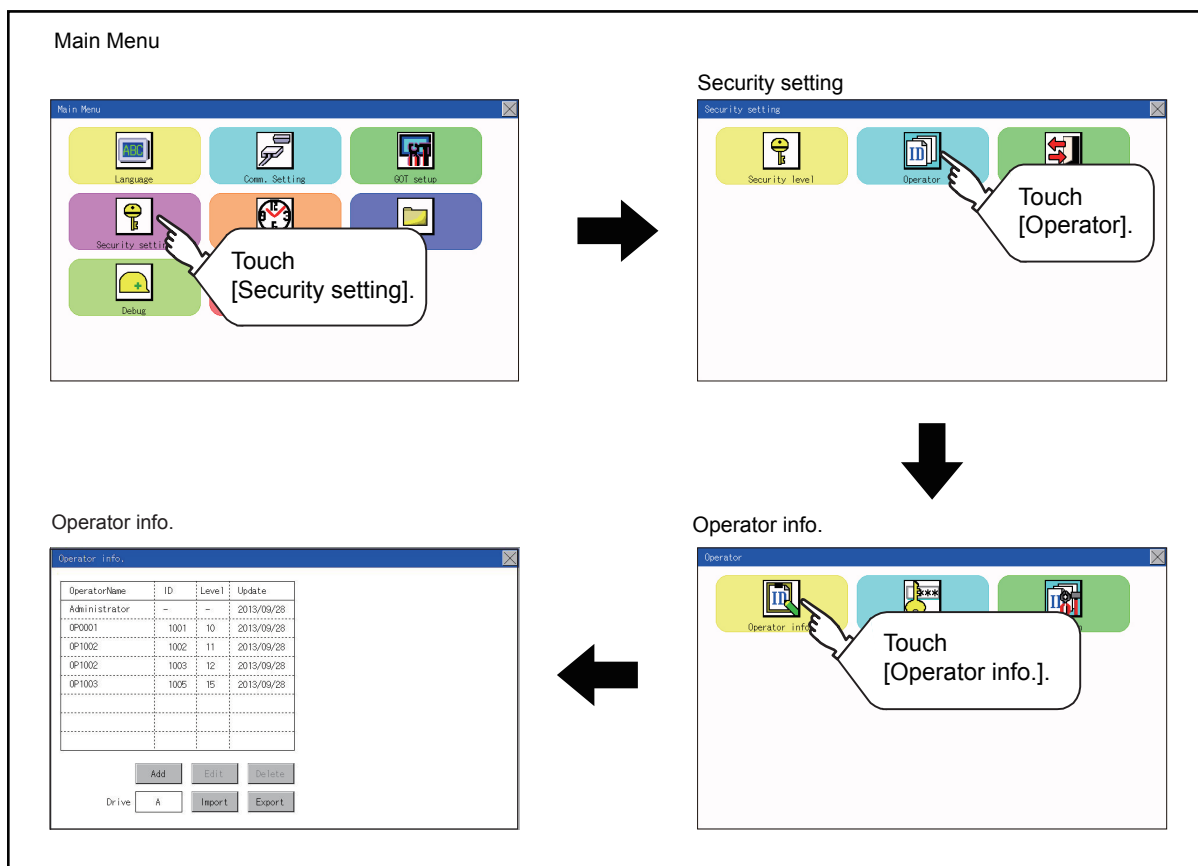 Main Menu
Main Menu
Language
Comm. Setting
GOT setup
Security setting
Debug
Touch
[Security setting].
Security setting
Security setting
Security level
Operator
Touch
[Operator].
Operator info.
Operator
Operator info
Touch
[Operator info.].
Operator info.
Operator info.
OperatorName ID Level Update
Administrator - - 2013/09/28
OP0001 1001 10 2013/09/28
OP1002 1002 11 2013/09/28
OP1002 1003 12 2013/09/28
OP1003 1005 15 2013/09/28
Add Edit Delete
Drive A Import Export